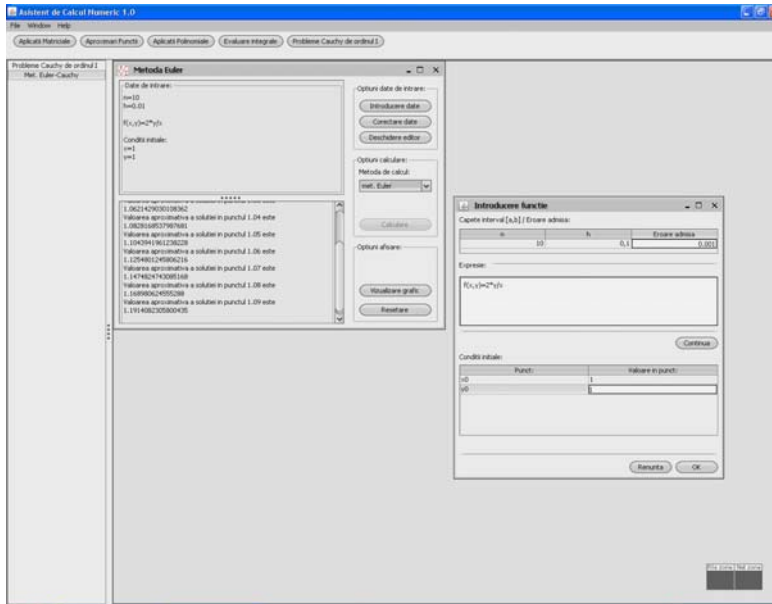 Asistent de Calcul Numeric 1.0
File Window Help
Aplicatii Matriciale Aproximari Functii Aplicatii Polinomiale Evaluare integrale Probleme Cauchy de ordinul I
Probleme Cauchy de ordinul I
Met. Euler-Cauchy
Metoda Euler
Date de intrare:
n=10
h=0.01
f(x,y)=2*y/x
Conditii initiale:
x=1
y=1
Optiuni date de intrare:
Introducere date
Corectare date
Deschidere editor
Optiuni calculare:
Metoda de calcul:
met. Euler
Calculare
Optiuni afisare:
Vizualizare grafic
Resetare
1.0621429030108362
Valoarea aproximativa a solutiei in punctul 1.04 este
1.0828168537987681
Valoarea aproximativa a solutiei in punctul 1.05 este
1.1043941961238228
Valoarea aproximativa a solutiei in punctul 1.06 este
1.1254801245806216
Valoarea aproximativa a solutiei in punctul 1.07 este
1.1474824743085168
Valoarea aproximativa a solutiei in punctul 1.08 este
1.168980624555288
Valoarea aproximativa a solutiei in punctul 1.09 este
1.1914082305800435
Introducere functie
Capete interval [a,b] / Eroare admisa:
n h Eroare admisa
10 0,1 0.001
Expresie:
f(x,y)=2*y/x
Continua
Conditii initiale:
Punct: Valoare in punct:
x0 1
y0 1
Renunta OK